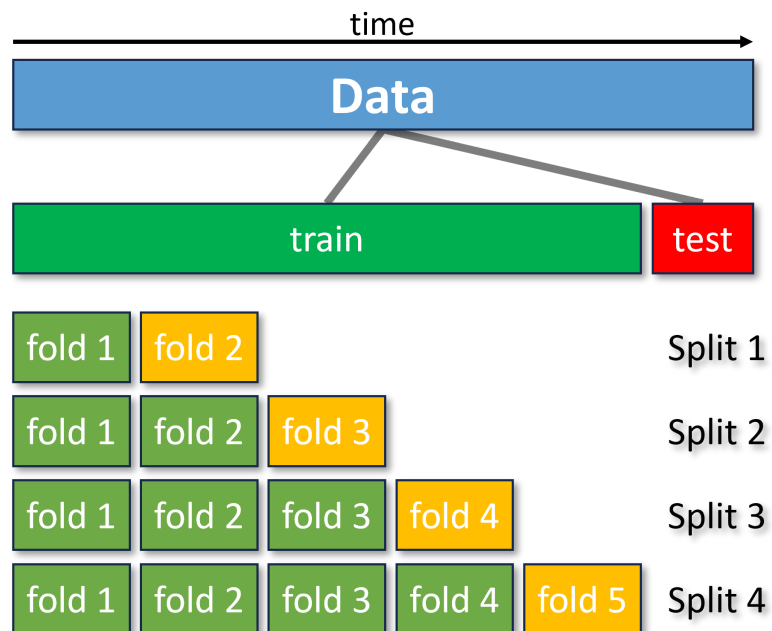 time
Data
train test
fold 1 fold 2 Split 1
fold 1 fold 2 fold 3 Split 2
fold 1 fold 2 fold 3 fold 4 Split 3
fold 1 fold 2 fold 3 fold 4 fold 5 Split 4